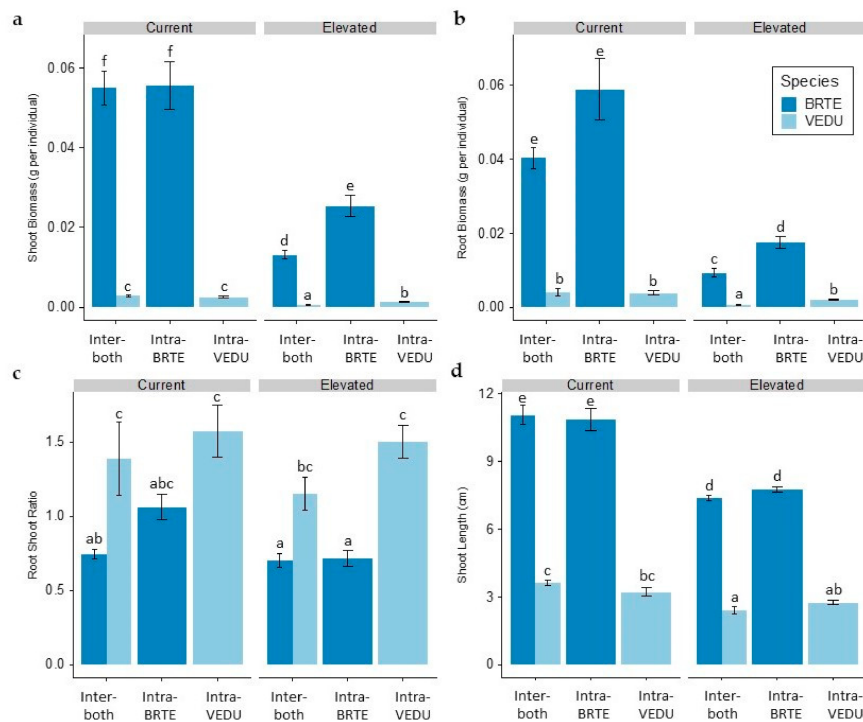 a
Current
Elevated
Shoot Biomass (g per individual)
0.06
0.04
0.02
0.00
f
c
f
c
d
a
e
b
Inter-
both
Intra-
BRTE
Intra-
VEDU
Inter-
both
Intra-
BRTE
Intra-
VEDU
b
Current
Elevated
Root Biomass (g per individual)
0.06
0.04
0.02
0.00
e
b
e
b
c
a
d
b
Species
BRTE
VEDU
Inter-
both
Intra-
BRTE
Intra-
VEDU
Inter-
both
Intra-
BRTE
Intra-
VEDU
c
Current
Elevated
Root Shoot Ratio
1.5
1.0
0.5
0.0
ab
c
abc
c
a
bc
a
c
Inter-
both
Intra-
BRTE
Intra-
VEDU
Inter-
both
Intra-
BRTE
Intra-
VEDU
d
Current
Elevated
Shoot Length (cm)
12
9
6
3
0
e
c
e
bc
d
a
d
ab
Inter-
both
Intra-
BRTE
Intra-
VEDU
Inter-
both
Intra-
BRTE
Intra-
VEDU